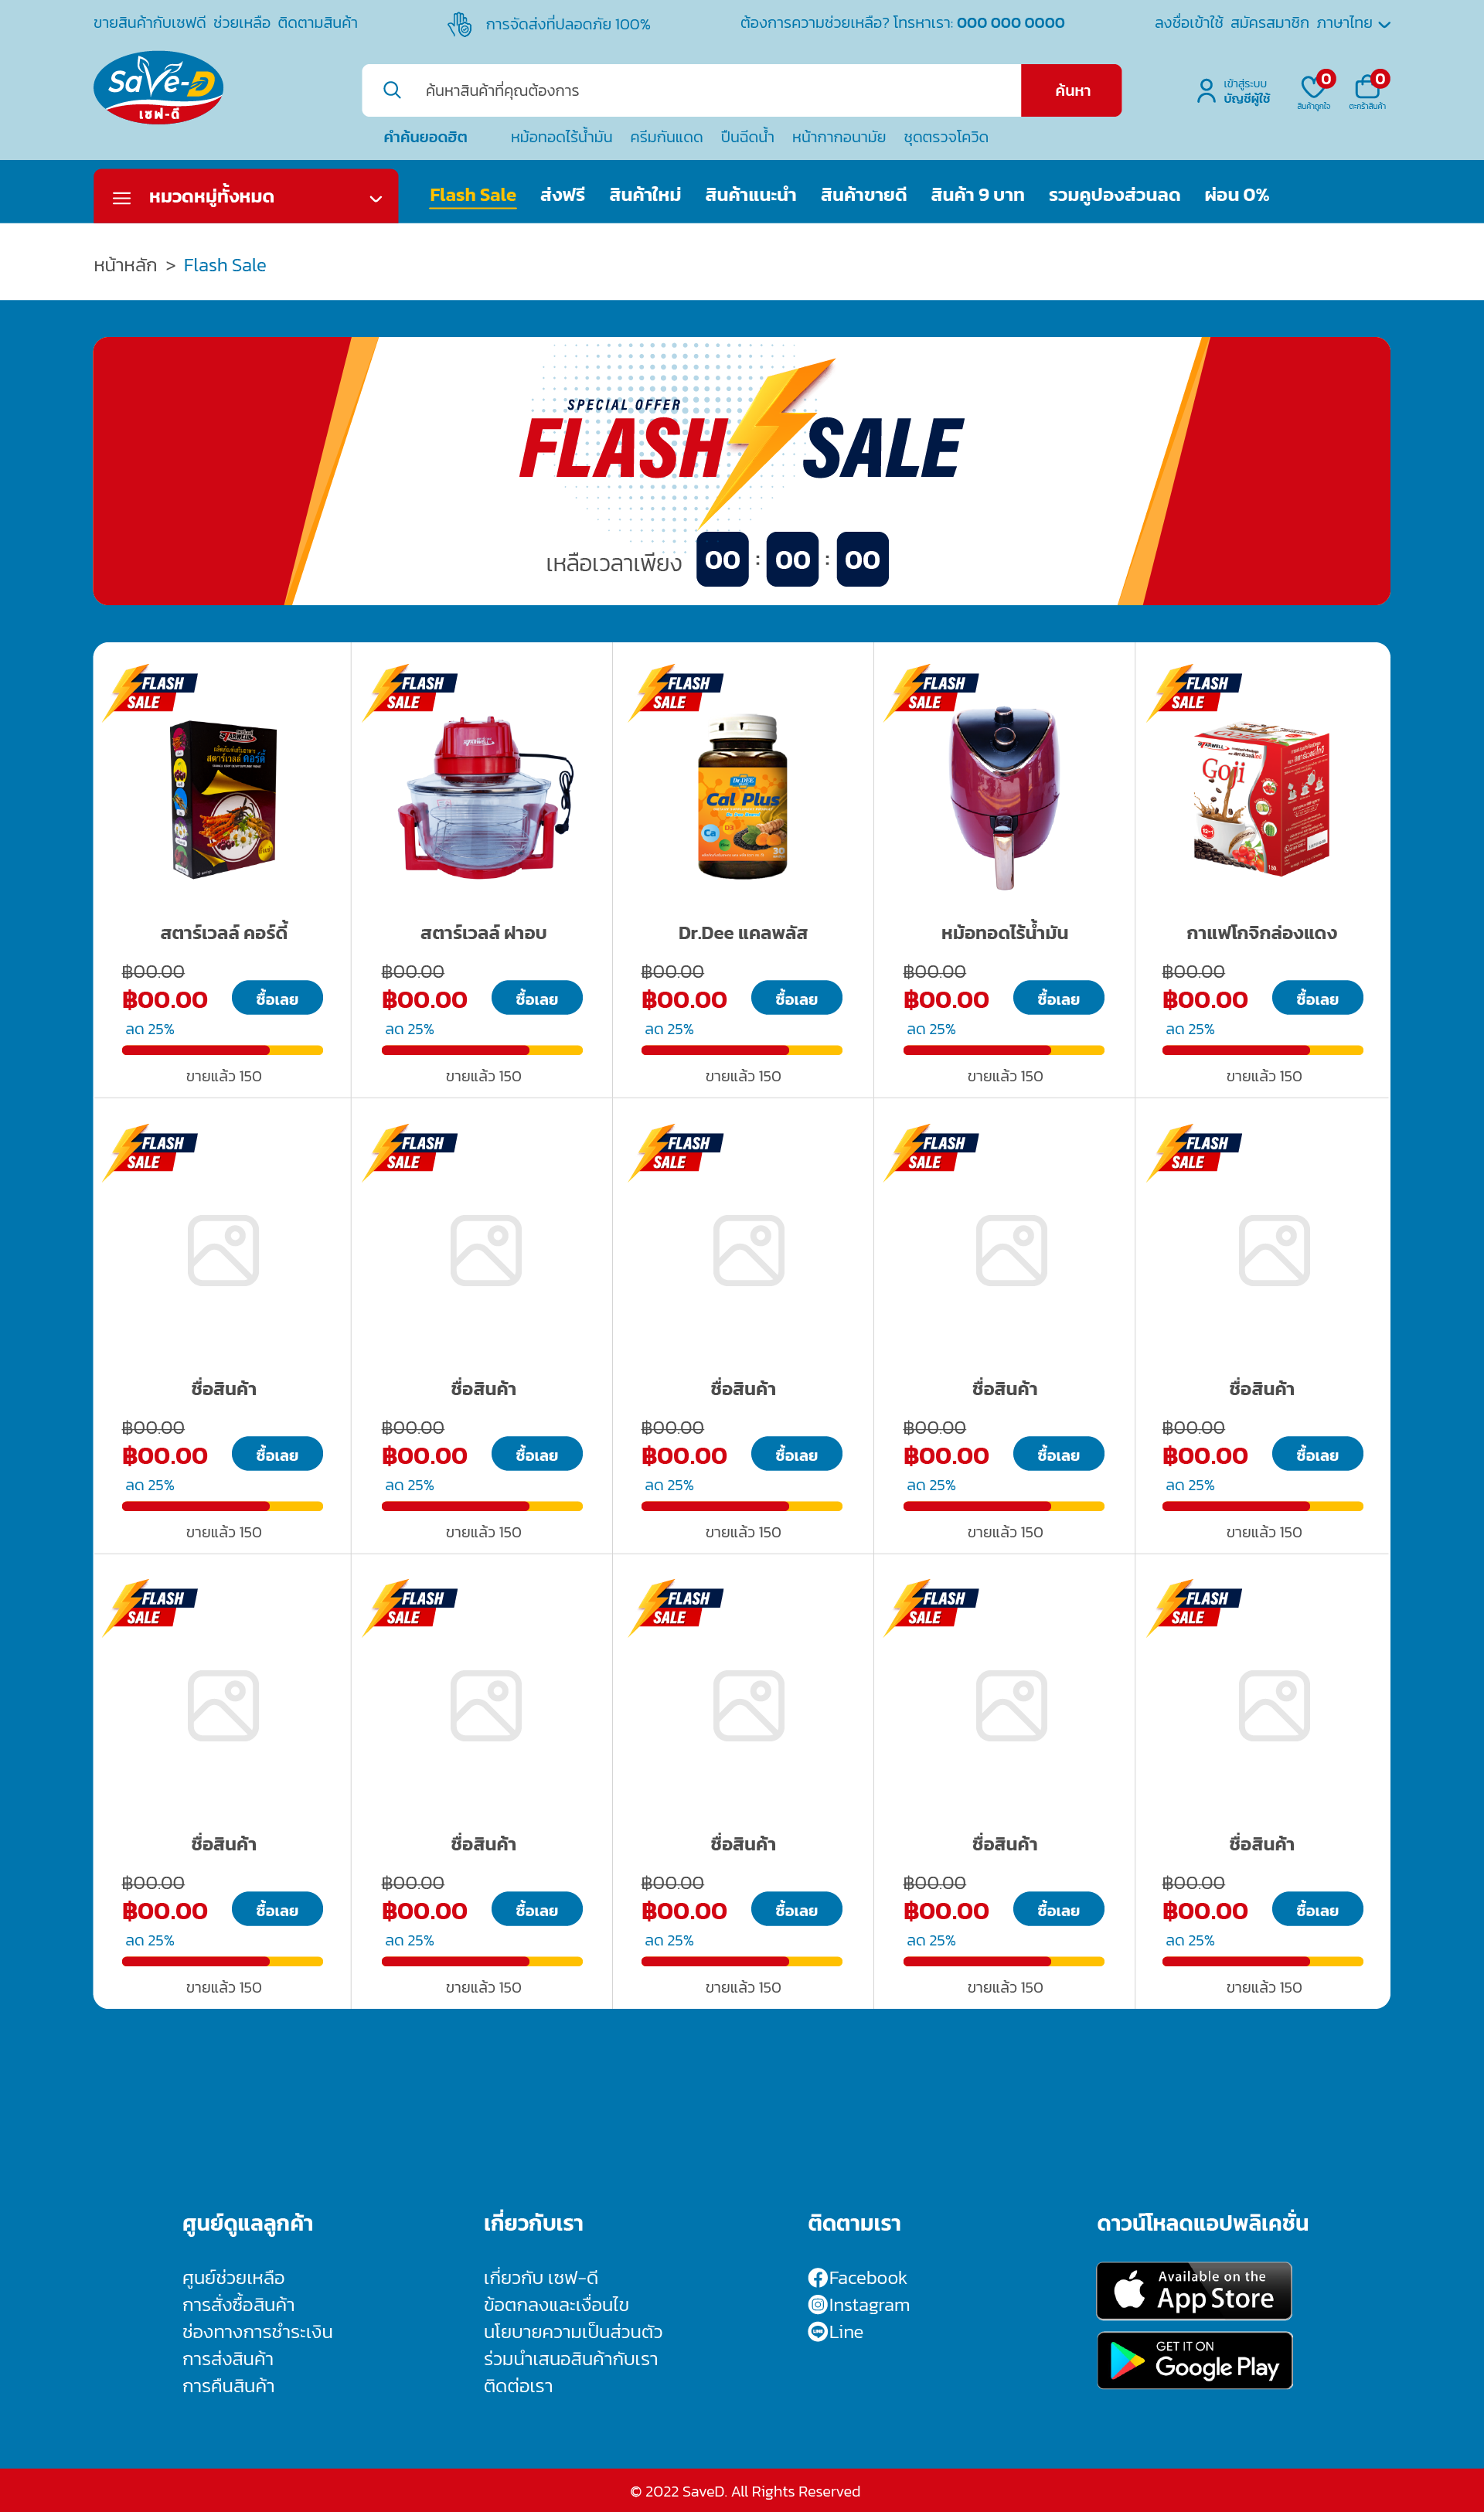 ขายสินค้ากับเซฟดี ช่วยเหลือ ติดตามสินค้า
การจัดส่งที่ปลอดภัย 100%
ต้องการความช่วยเหลือ? โทรหาเรา: 000 000 0000
ลงชื่อเข้าใช้ สมัครสมาชิก ภาษาไทย
SaVe-D
เซฟ-ดี
ค้นหาสินค้าที่คุณต้องการ
ค้นหา
เข้าสู่ระบบ
บัญชีผู้ใช้
0
สินค้าถูกใจ
0
ตะกร้าสินค้า
คำค้นยอดฮิต หม้อทอดไร้น้ำมัน ครีมกันแดด ปืนฉีดน้ำ หน้ากากอนามัย ชุดตรวจโควิด
หมวดหมู่ทั้งหมด
Flash Sale ส่งฟรี สินค้าใหม่ สินค้าแนะนำ สินค้าขายดี สินค้า 9 บาท รวมคูปองส่วนลด ผ่อน 0%
หน้าหลัก > Flash Sale
SPECIAL OFFER
FLASH SALE
เหลือเวลาเพียง 00 : 00 : 00
FLASH SALE FLASH SALE FLASH SALE FLASH SALE FLASH SALE
STARWELL
สตาร์เวลล์ คอร์ดี้
Dr.DEE
Cal Plus
Ca
D3
30
STARWELL
Goji
สตาร์เวลล์ คอร์ดี้ สตาร์เวลล์ ฝาอบ Dr.Dee แคลพลัส หม้อทอดไร้น้ำมัน กาแฟโกจิกล่องแดง
฿00.00 ฿00.00 ฿00.00 ฿00.00 ฿00.00
฿00.00 ซื้อเลย ฿00.00 ซื้อเลย ฿00.00 ซื้อเลย ฿00.00 ซื้อเลย ฿00.00 ซื้อเลย
ลด 25% ลด 25% ลด 25% ลด 25% ลด 25%
ขายแล้ว 150 ขายแล้ว 150 ขายแล้ว 150 ขายแล้ว 150 ขายแล้ว 150
FLASH SALE FLASH SALE FLASH SALE FLASH SALE FLASH SALE
ชื่อสินค้า ชื่อสินค้า ชื่อสินค้า ชื่อสินค้า ชื่อสินค้า
฿00.00 ฿00.00 ฿00.00 ฿00.00 ฿00.00
฿00.00 ซื้อเลย ฿00.00 ซื้อเลย ฿00.00 ซื้อเลย ฿00.00 ซื้อเลย ฿00.00 ซื้อเลย
ลด 25% ลด 25% ลด 25% ลด 25% ลด 25%
ขายแล้ว 150 ขายแล้ว 150 ขายแล้ว 150 ขายแล้ว 150 ขายแล้ว 150
FLASH SALE FLASH SALE FLASH SALE FLASH SALE FLASH SALE
ชื่อสินค้า ชื่อสินค้า ชื่อสินค้า ชื่อสินค้า ชื่อสินค้า
฿00.00 ฿00.00 ฿00.00 ฿00.00 ฿00.00
฿00.00 ซื้อเลย ฿00.00 ซื้อเลย ฿00.00 ซื้อเลย ฿00.00 ซื้อเลย ฿00.00 ซื้อเลย
ลด 25% ลด 25% ลด 25% ลด 25% ลด 25%
ขายแล้ว 150 ขายแล้ว 150 ขายแล้ว 150 ขายแล้ว 150 ขายแล้ว 150
ศูนย์ดูแลลูกค้า
ศูนย์ช่วยเหลือ
การสั่งซื้อสินค้า
ช่องทางการชำระเงิน
การส่งสินค้า
การคืนสินค้า
เกี่ยวกับเรา
เกี่ยวกับ เซฟ-ดี
ข้อตกลงและเงื่อนไข
นโยบายความเป็นส่วนตัว
ร่วมนำเสนอสินค้ากับเรา
ติดต่อเรา
ติดตามเรา
Facebook
Instagram
Line
ดาวน์โหลดแอปพลิเคชั่น
Available on the
App Store
GET IT ON
Google Play
© 2022 SaveD. All Rights Reserved